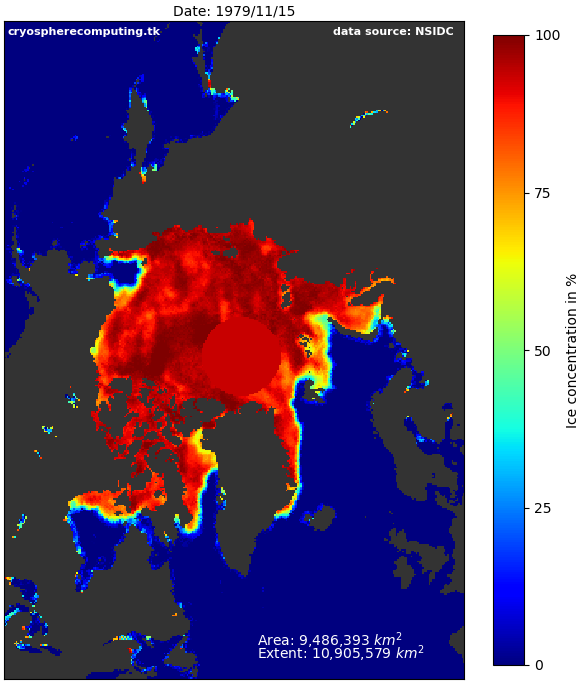 Date: 1979/11/15
cryospherecomputing.tk
data source: NSIDC
100
75
50
25
0
Ice concentration in %
Area: 9,486,393 km²
Extent: 10,905,579 km²